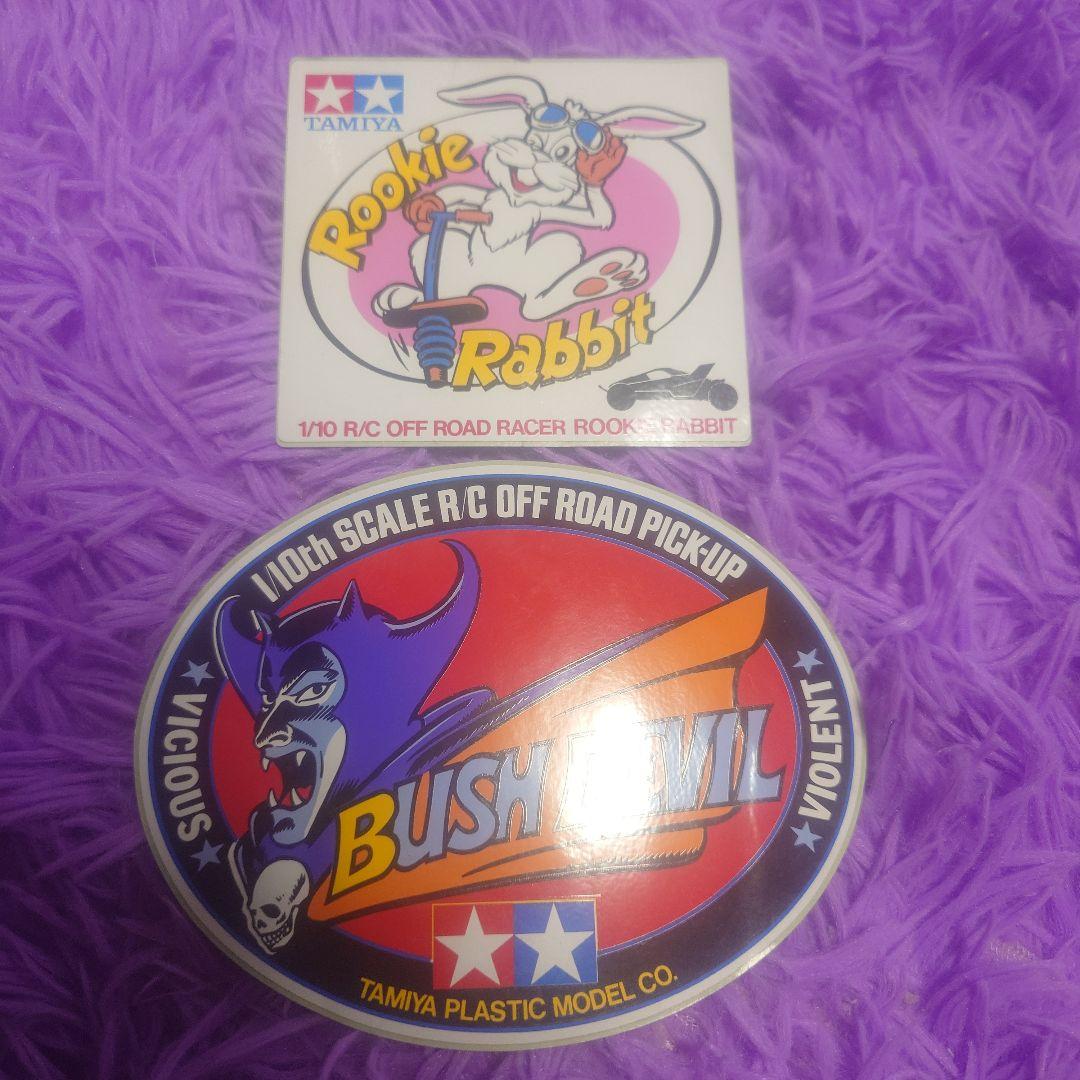 TAMIYA
Rookie
Rabbit
1/10 R/C OFF ROAD RACER ROOKIE RABBIT
1/10th SCALE R/C OFF ROAD PICK-UP
VICIOUS
VIOLENT
BUSH DEVIL
TAMIYA PLASTIC MODEL CO.